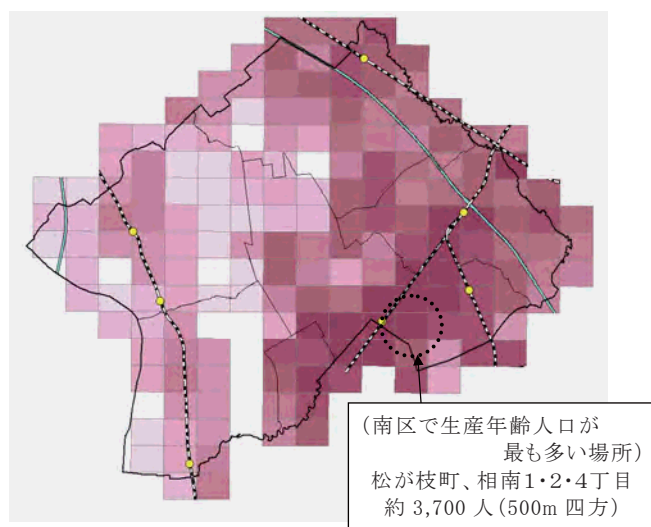 (南区で生産年齢人口が
最も多い場所)
松が枝町、相南1・2・4丁目
約 3,700 人(500m 四方)